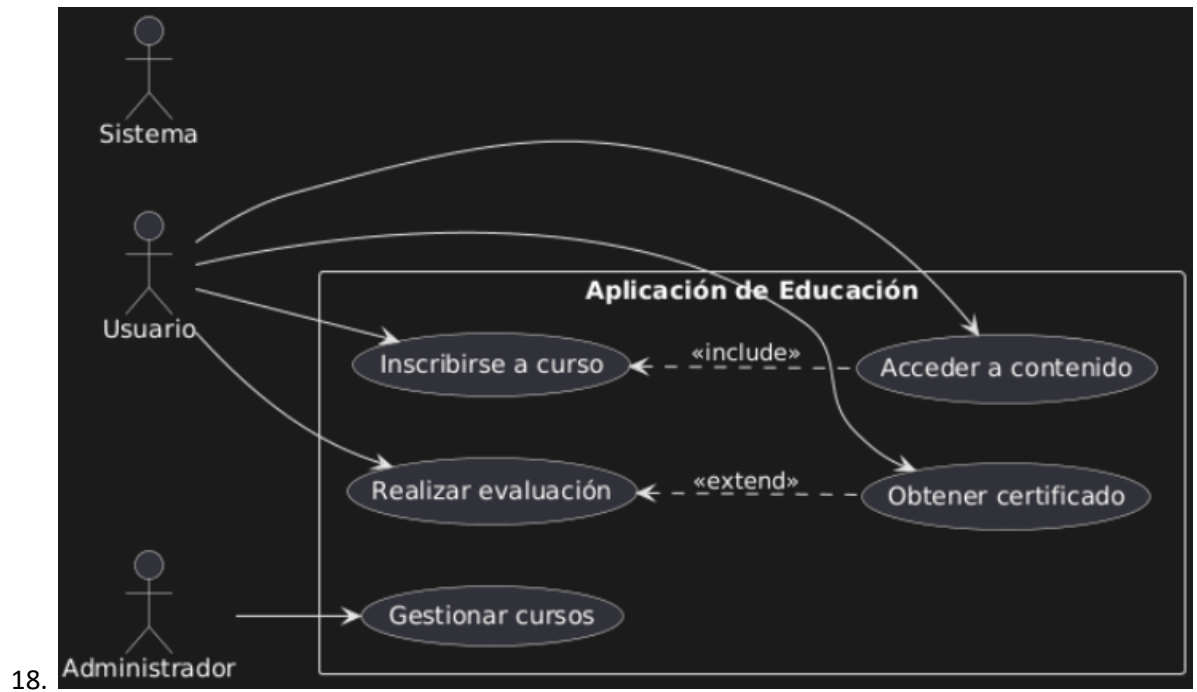 Sistema
Usuario
Aplicación de Educación
Inscribirse a curso
«include»
Acceder a contenido
Realizar evaluación
«extend»
Obtener certificado
Gestionar cursos
18.
Administrador